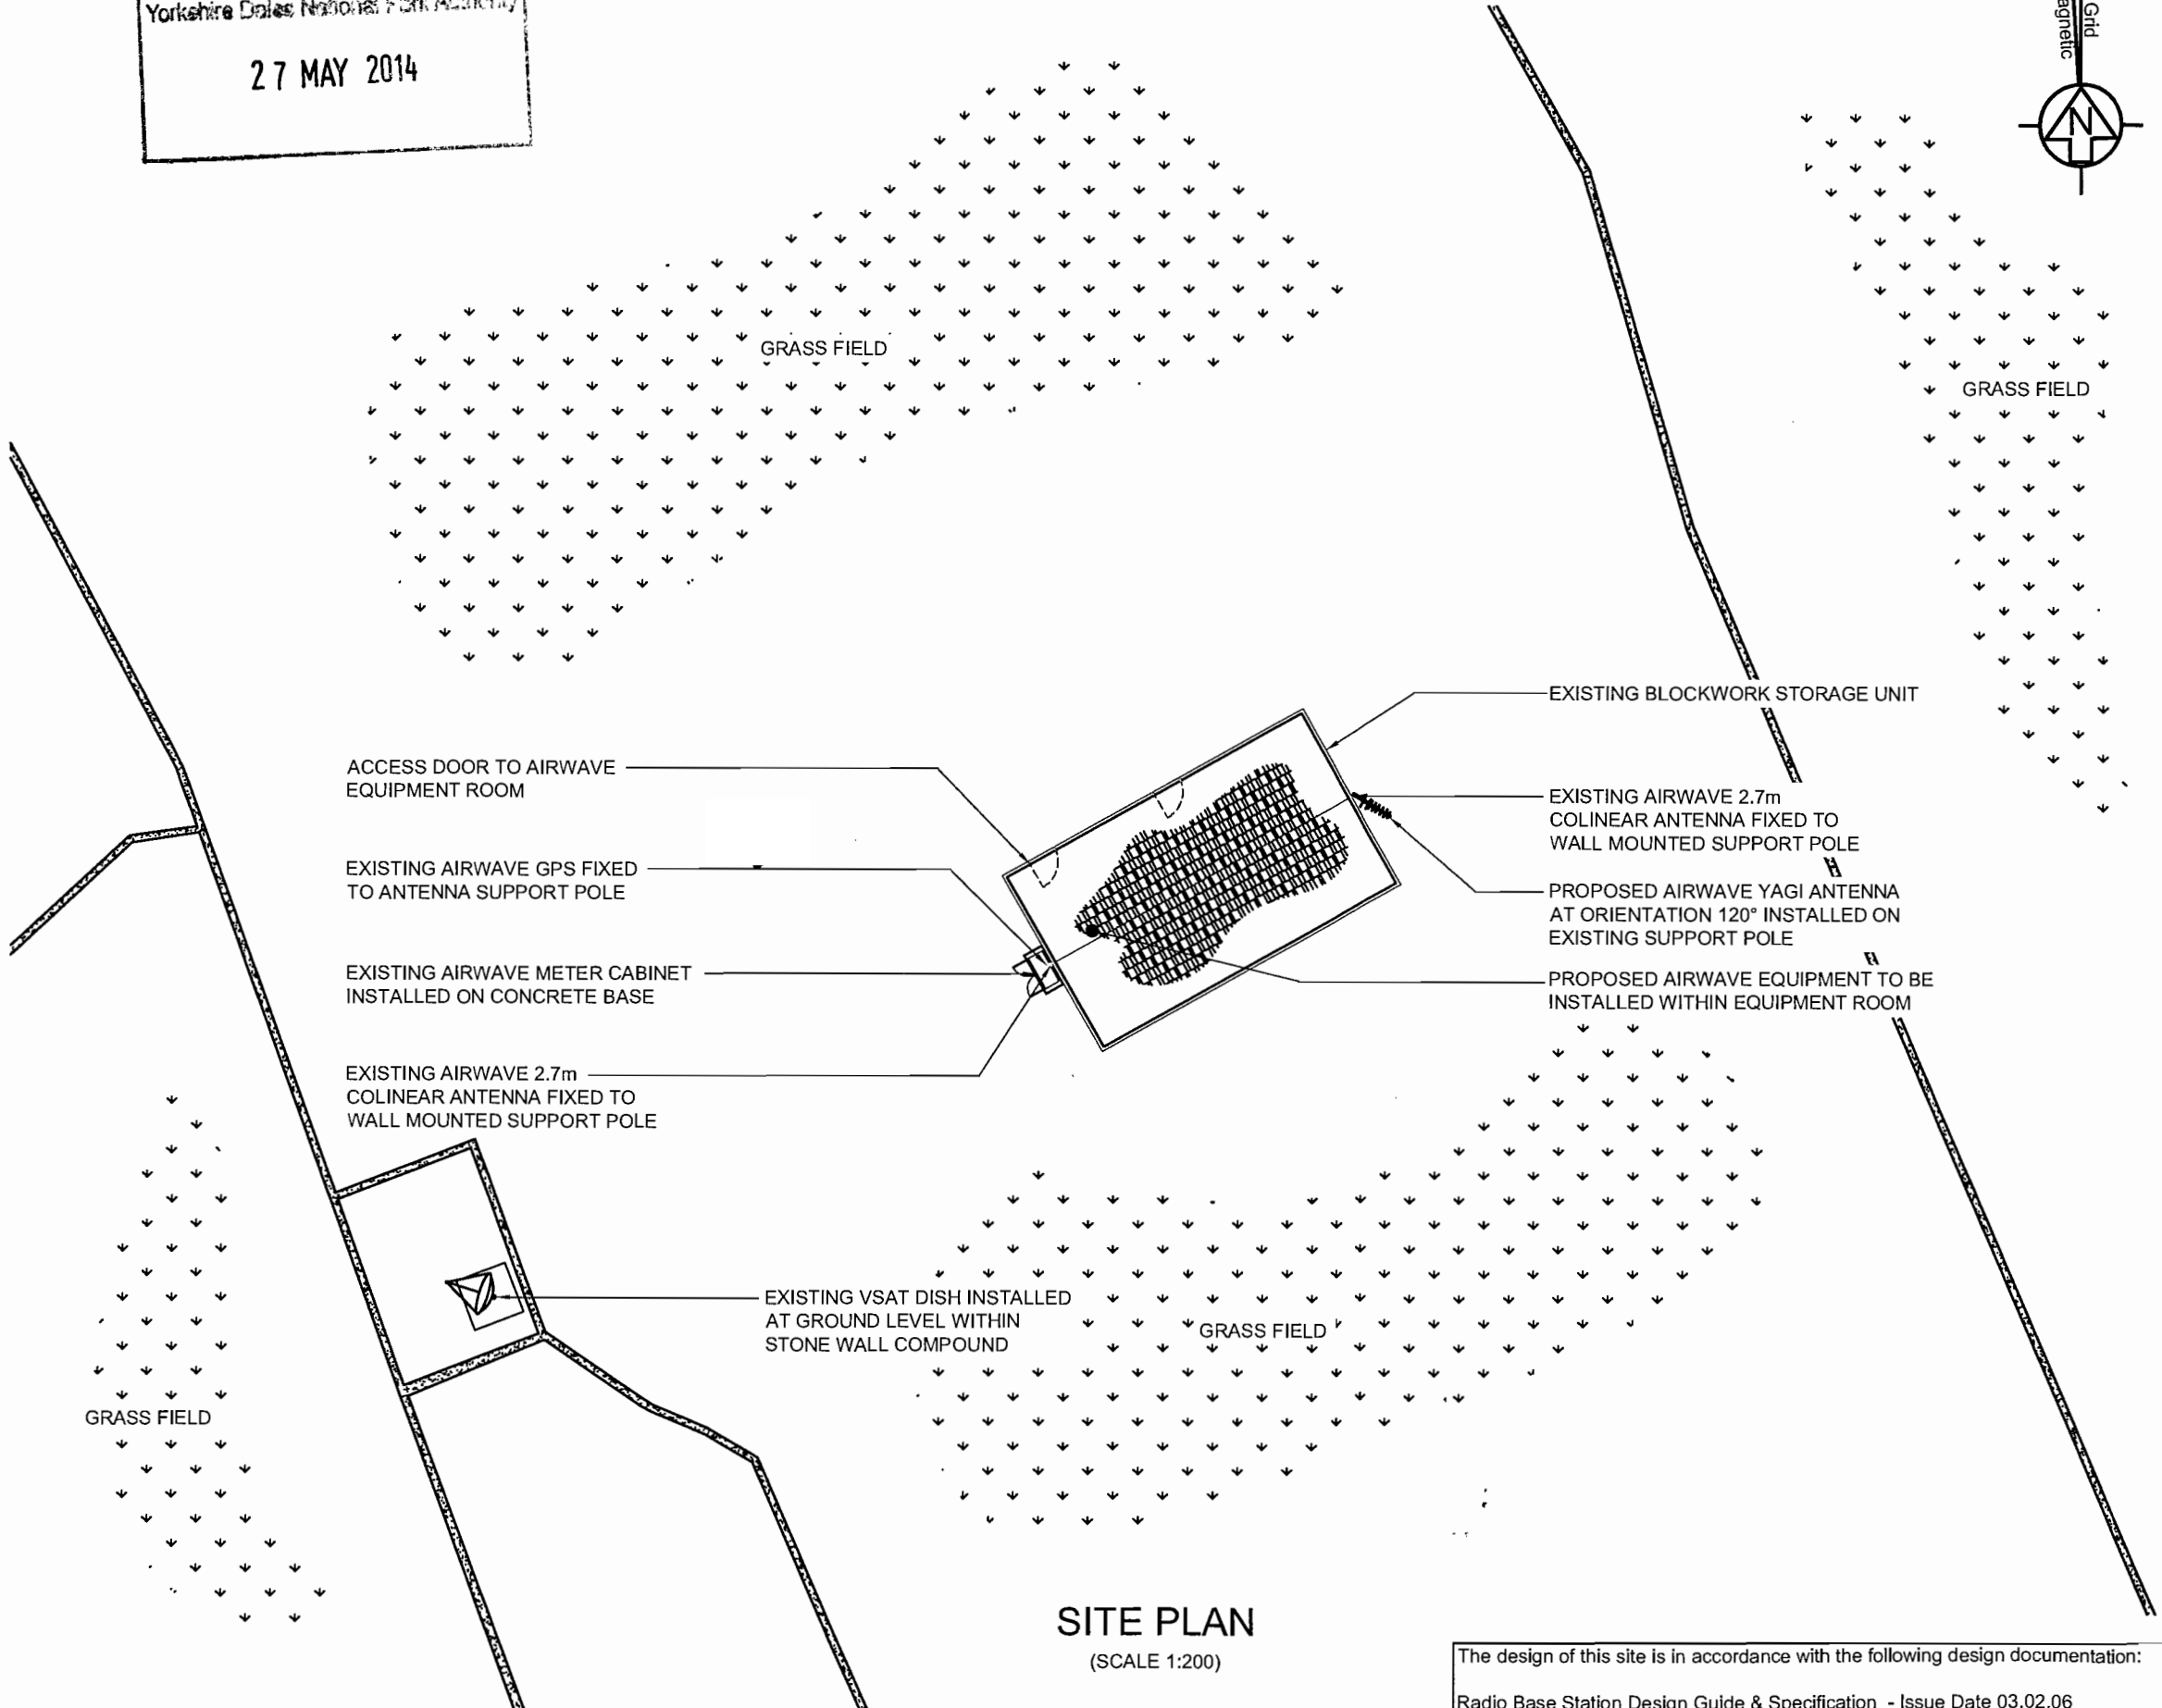 Yorkshire Dales National Park Authority
27 MAY 2014
Grid
agnetic
N
GRASS FIELD
GRASS FIELD
ACCESS DOOR TO AIRWAVE
EQUIPMENT ROOM
EXISTING AIRWAVE GPS FIXED
TO ANTENNA SUPPORT POLE
EXISTING AIRWAVE METER CABINET
INSTALLED ON CONCRETE BASE
EXISTING AIRWAVE 2.7m
COLINEAR ANTENNA FIXED TO
WALL MOUNTED SUPPORT POLE
EXISTING BLOCKWORK STORAGE UNIT
EXISTING AIRWAVE 2.7m
COLINEAR ANTENNA FIXED TO
WALL MOUNTED SUPPORT POLE
PROPOSED AIRWAVE YAGI ANTENNA
AT ORIENTATION 120° INSTALLED ON
EXISTING SUPPORT POLE
PROPOSED AIRWAVE EQUIPMENT TO BE
INSTALLED WITHIN EQUIPMENT ROOM
EXISTING VSAT DISH INSTALLED
AT GROUND LEVEL WITHIN
STONE WALL COMPOUND
GRASS FIELD
GRASS FIELD
SITE PLAN
(SCALE 1:200)
The design of this site is in accordance with the following design documentation:
Radio Base Station Design Guide & Specification - Issue Date 03.02.06